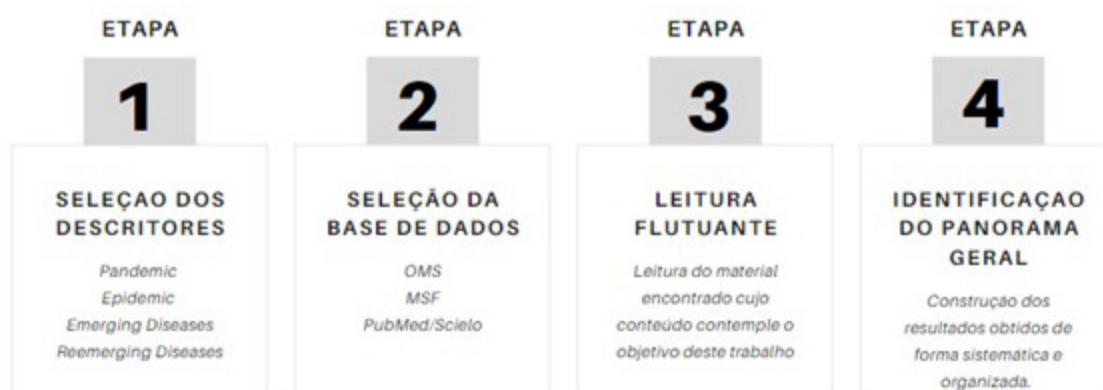 ETAPA
1
SELEÇAO DOS
DESCRITORES
Pandemic
Epidemic
Emerging Diseases
Reemerging Diseases
ETAPA
2
SELEÇÃO DA
BASE DE DADOS
OMS
MSF
PubMed/Scielo
ETAPA
3
LEITURA
FLUTUANTE
Leitura do material
encontrado cujo
conteúdo contemple o
objetivo deste trabalho
ETAPA
4
IDENTIFICAÇAO
DO PANORAMA
GERAL
Construçao dos
resultados obtidos de
forma sistemática e
organizada.